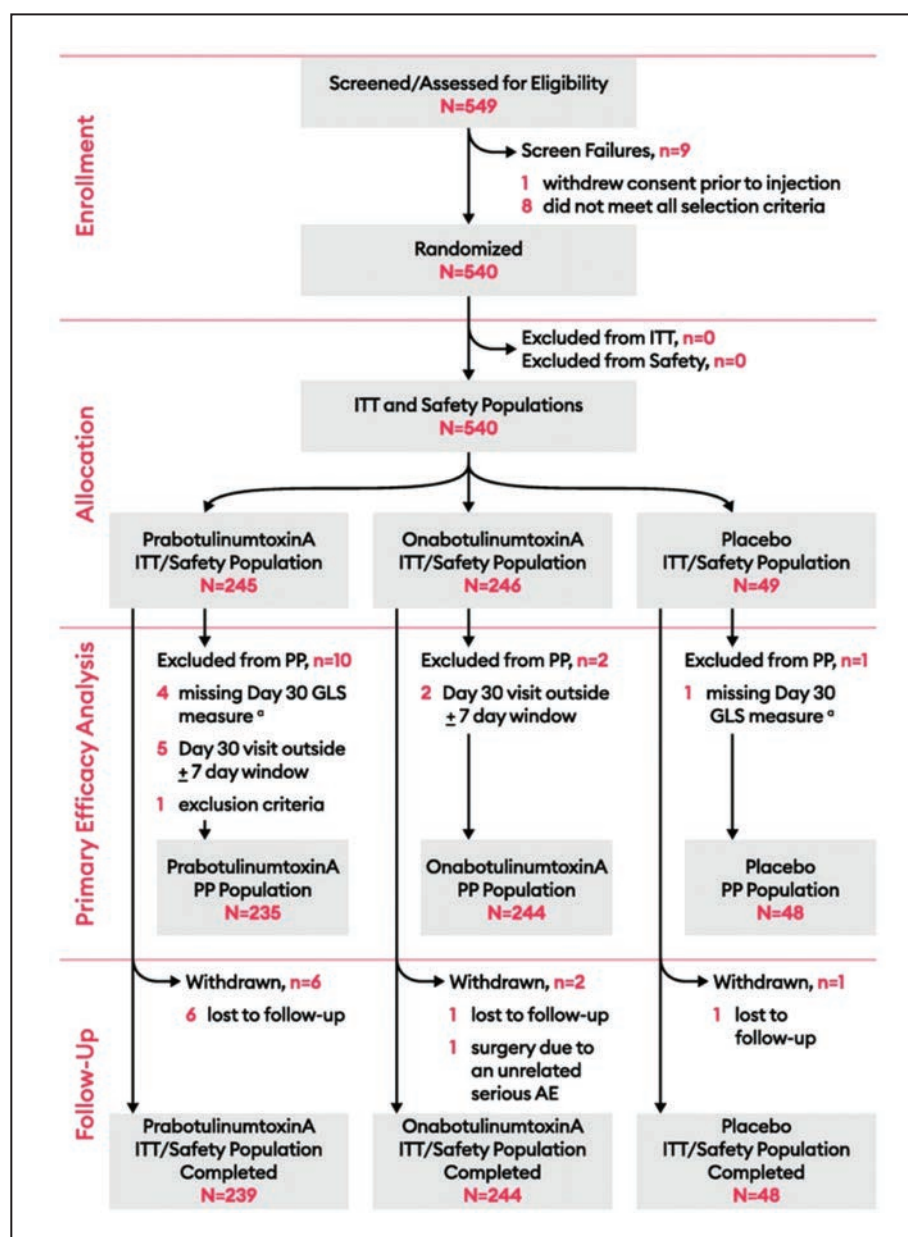 Enrollment
Screened/Assessed for Eligibility
N=549
Screen Failures, n=9
1 withdrew consent prior to injection
8 did not meet all selection criteria
Randomized
N=540
Allocation
Excluded from ITT, n=0
Excluded from Safety, n=0
ITT and Safety Populations
N=540
PrabotulinumtoxinA
ITT/Safety Population
N=245
OnabotulinumtoxinA
ITT/Safety Population
N=246
Placebo
ITT/Safety Population
N=49
Primary Efficacy Analysis
Excluded from PP, n=10
4 missing Day 30 GLS
measure ᵃ
5 Day 30 visit outside
± 7 day window
1 exclusion criteria
Excluded from PP, n=2
2 Day 30 visit outside
± 7 day window
Excluded from PP, n=1
1 missing Day 30
GLS measure ᵃ
PrabotulinumtoxinA
PP Population
N=235
OnabotulinumtoxinA
PP Population
N=244
Placebo
PP Population
N=48
Follow-Up
Withdrawn, n=6
6 lost to follow-up
Withdrawn, n=2
1 lost to follow-up
1 surgery due to
an unrelated
serious AE
Withdrawn, n=1
1 lost to
follow-up
PrabotulinumtoxinA
ITT/Safety Population
Completed
N=239
OnabotulinumtoxinA
ITT/Safety Population
Completed
N=244
Placebo
ITT/Safety Population
Completed
N=48